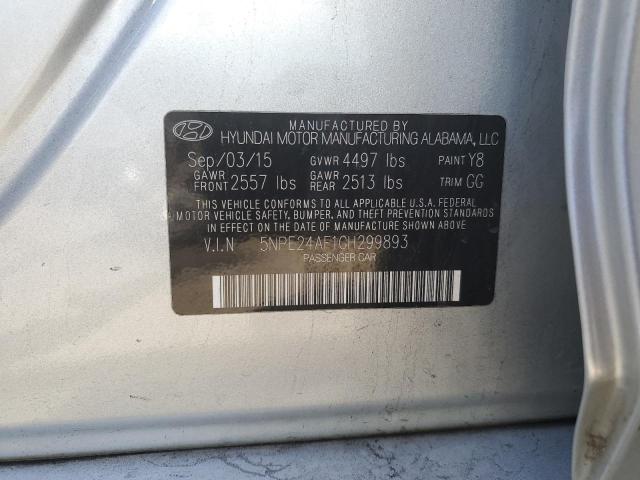 MANUFACTURED BY
HYUNDAI MOTOR MANUFACTURING ALABAMA, LLC
Sep/03/15 GVWR 4497 lbs PAINT Y8
GAWR FRONT 2557 lbs GAWR REAR 2513 lbs TRIM GG
THIS VEHICLE CONFORMS TO ALL APPLICABLE U.S.A. FEDERAL
MOTOR VEHICLE SAFETY, BUMPER, AND THEFT PREVENTION STANDARDS
IN EFFECT ON THE DATE OF MANUFACTURE SHOWN ABOVE.
V.I.N 5NPE24AF1GH299893
PASSENGER CAR